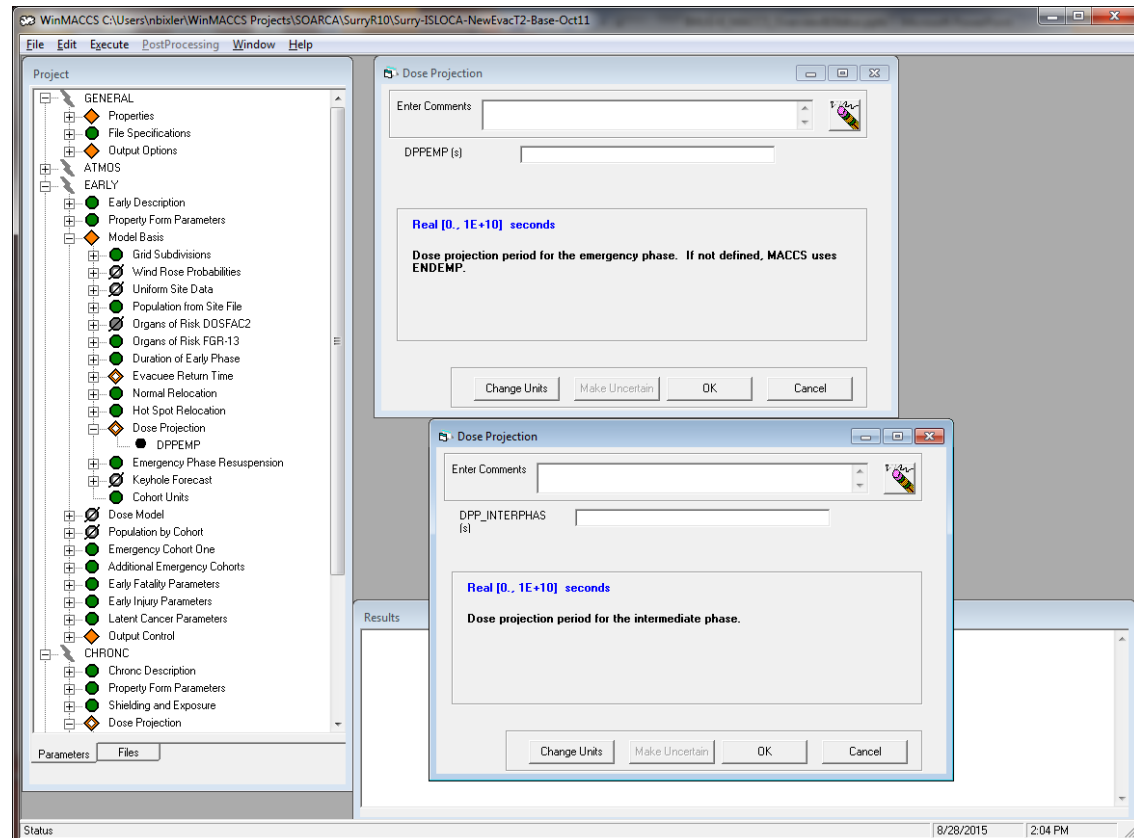 WinMACCS C:\Users\nbixler\WinMACCS Projects\SOARCA\SurryR10\Surry-ISLOCA-NewEvacT2-Base-Oct11
File Edit Execute PostProcessing Window Help
Project
GENERAL
Properties
File Specifications
Output Options
ATMOS
EARLY
Early Description
Property Form Parameters
Model Basis
Grid Subdivisions
Wind Rose Probabilities
Uniform Site Data
Population from Site File
Organs of Risk DOSFAC2
Organs of Risk FGR-13
Duration of Early Phase
Evacuee Return Time
Normal Relocation
Hot Spot Relocation
Dose Projection
DPPEMP
Emergency Phase Resuspension
Keyhole Forecast
Cohort Units
Dose Model
Population by Cohort
Emergency Cohort One
Additional Emergency Cohorts
Early Fatality Parameters
Early Injury Parameters
Latent Cancer Parameters
Output Control
CHRONC
Chronc Description
Property Form Parameters
Shielding and Exposure
Dose Projection
Parameters Files
Dose Projection
Enter Comments
DPPEMP (s)
Real [0., 1E+10] seconds
Dose projection period for the emergency phase. If not defined, MACCS uses
ENDEMP.
Change Units Make Uncertain OK Cancel
Dose Projection
Enter Comments
DPP_INTERPHAS
(s)
Real [0., 1E+10] seconds
Dose projection period for the intermediate phase.
Change Units Make Uncertain OK Cancel
Results
Status 8/28/2015 2:04 PM